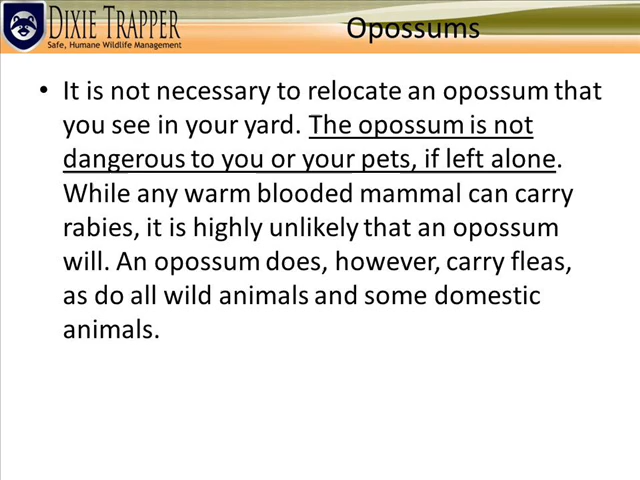 DIXIE TRAPPER
Safe, Humane Wildlife Management
Opossums
• It is not necessary to relocate an opossum that
you see in your yard. The opossum is not
dangerous to you or your pets, if left alone.
While any warm blooded mammal can carry
rabies, it is highly unlikely that an opossum
will. An opossum does, however, carry fleas,
as do all wild animals and some domestic
animals.